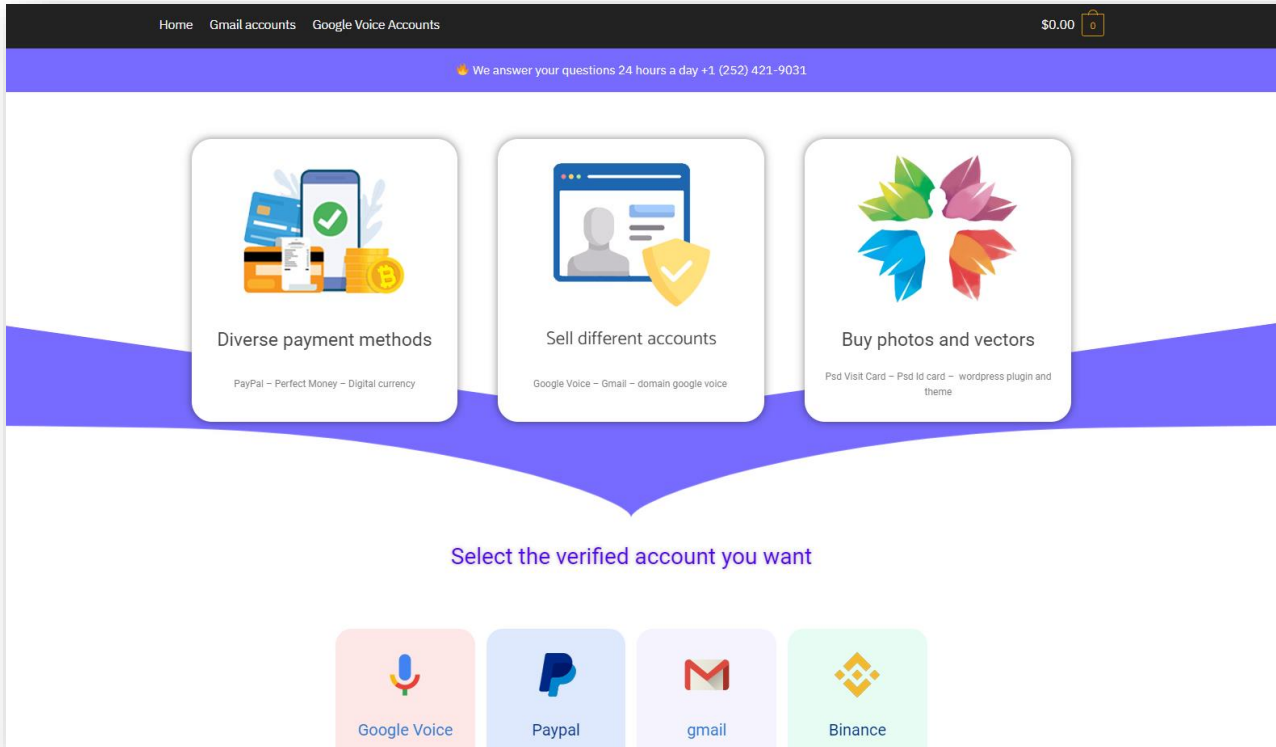 Home Gmail accounts Google Voice Accounts $0.00 0
🔥 We answer your questions 24 hours a day +1 (252) 421-9031
Diverse payment methods
PayPal – Perfect Money – Digital currency
Sell different accounts
Google Voice – Gmail – domain google voice
Buy photos and vectors
Psd Visit Card – Psd Id card – wordpress plugin and
theme
Select the verified account you want
Google Voice
Paypal
gmail
Binance